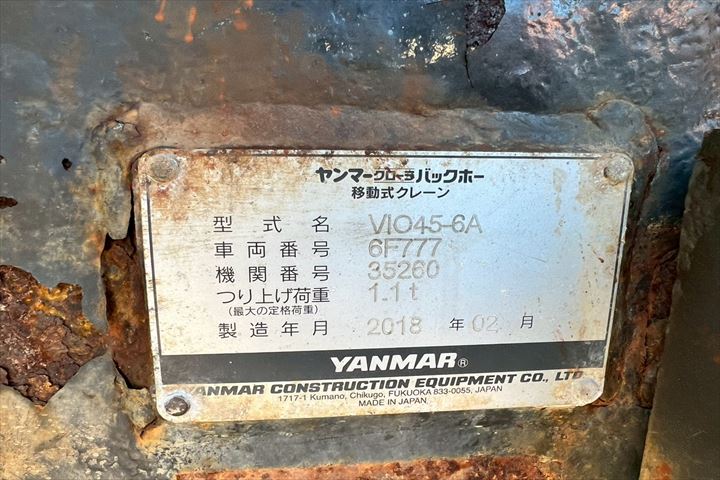 ヤンマークローラバックホー
移動式クレーン
型式名 VIO45-6A
車両番号 6F777
機関番号 35260
つり上げ荷重 1.1t
(最大の定格荷重)
製造年月 2018 年 02 月
YANMAR®
YANMAR CONSTRUCTION EQUIPMENT CO., LTD
1717-1 Kumano, Chikugo, FUKUOKA 833-0055, JAPAN
MADE IN JAPAN